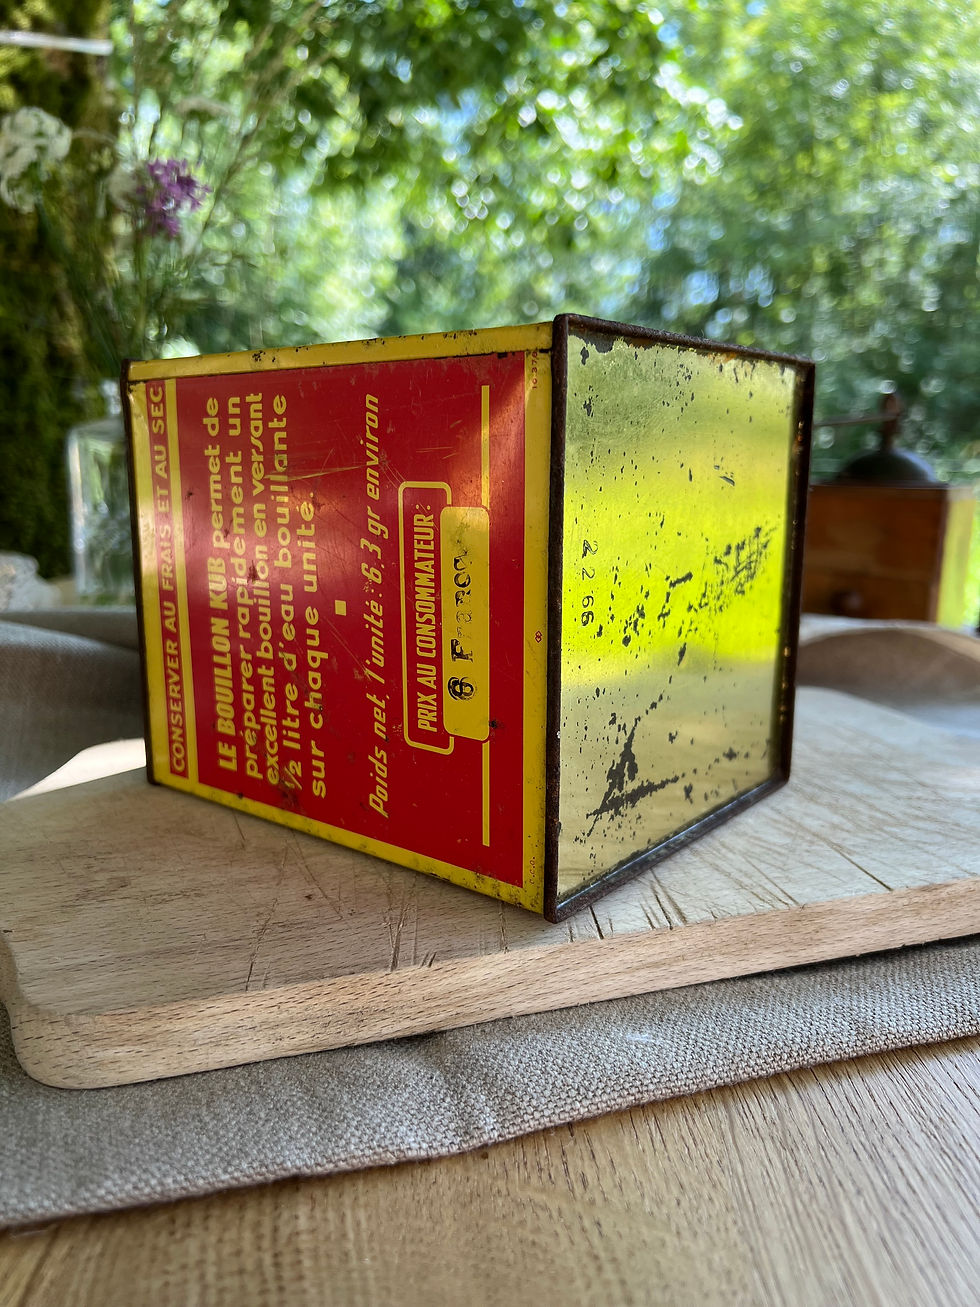 CONSERVER AU FRAIS ET AU SEC
LE BOUILLON KUB permet de
préparer rapidement un
excellent bouillon en versant
½ litre d'eau bouillante
sur chaque unité.
Poids net l'unité: 6,3 gr environ
PRIX AU CONSOMMATEUR:
Francs
2266